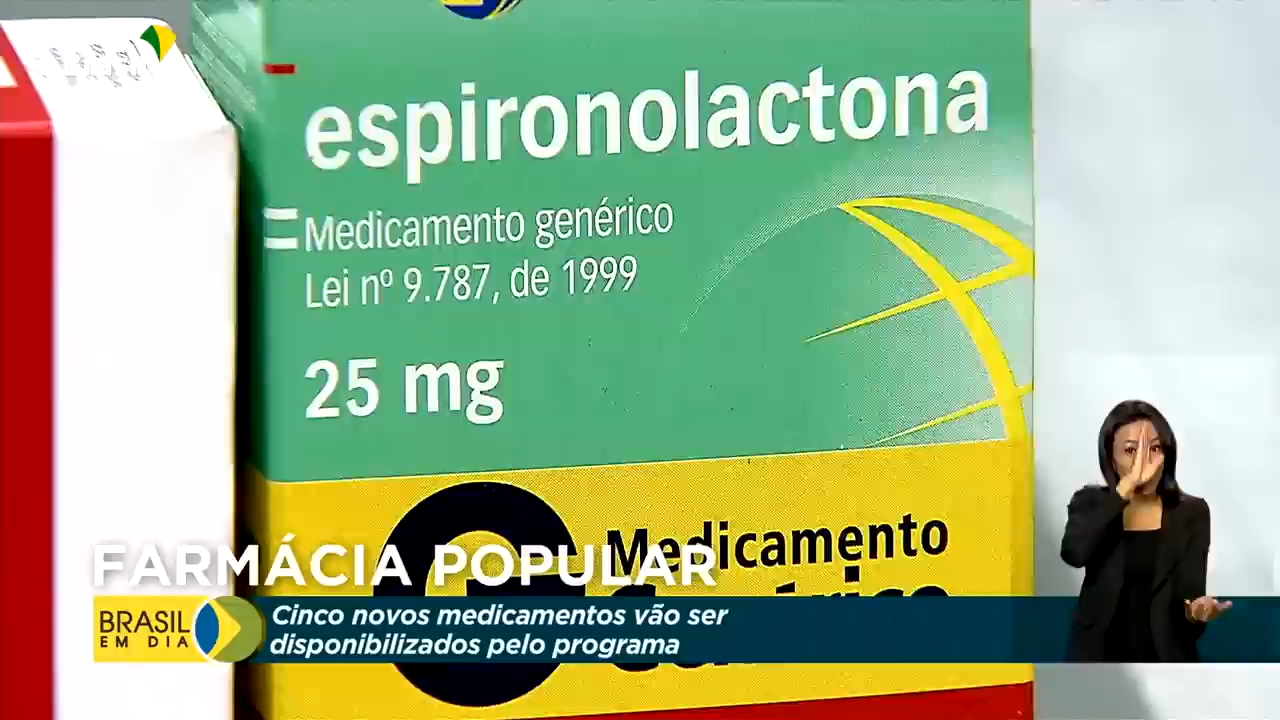 espironolactona
Medicamento genérico
Lei nº 9.787, de 1999
25 mg
Medicamento
FARMÁCIA POPULAR
BRASIL
EM DIA
Cinco novos medicamentos vão ser
disponibilizados pelo programa